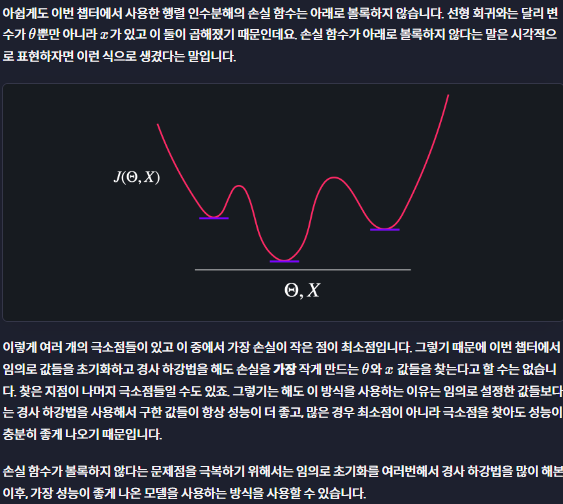 아쉽게도 이번 챕터에서 사용한 행렬 인수분해의 손실 함수는 아래로 볼록하지 않습니다. 선형 회귀와는 달리 변
수가 θ뿐만 아니라 x가 있고 이 둘이 곱해졌기 때문인데요. 손실 함수가 아래로 볼록하지 않다는 말은 시각적으
로 표현하자면 이런 식으로 생겼다는 말입니다.
J(Θ, X)
Θ, X
이렇게 여러 개의 극소점들이 있고 이 중에서 가장 손실이 작은 점이 최소점입니다. 그렇기 때문에 이번 챕터에서
임의로 값들을 초기화하고 경사 하강법을 해도 손실을 가장 작게 만드는 θ와 x 값들을 찾는다고 할 수는 없습니
다. 찾은 지점이 나머지 극소점들일 수도 있죠. 그렇기는 해도 이 방식을 사용하는 이유는 임의로 설정한 값들보다
는 경사 하강법을 사용해서 구한 값들이 항상 성능이 더 좋고, 많은 경우 최소점이 아니라 극소점을 찾아도 성능이
충분히 좋게 나오기 때문입니다.
손실 함수가 볼록하지 않다는 문제점을 극복하기 위해서는 임의로 초기화를 여러번해서 경사 하강법을 많이 해본
이후, 가장 성능이 좋게 나온 모델을 사용하는 방식을 사용할 수 있습니다.